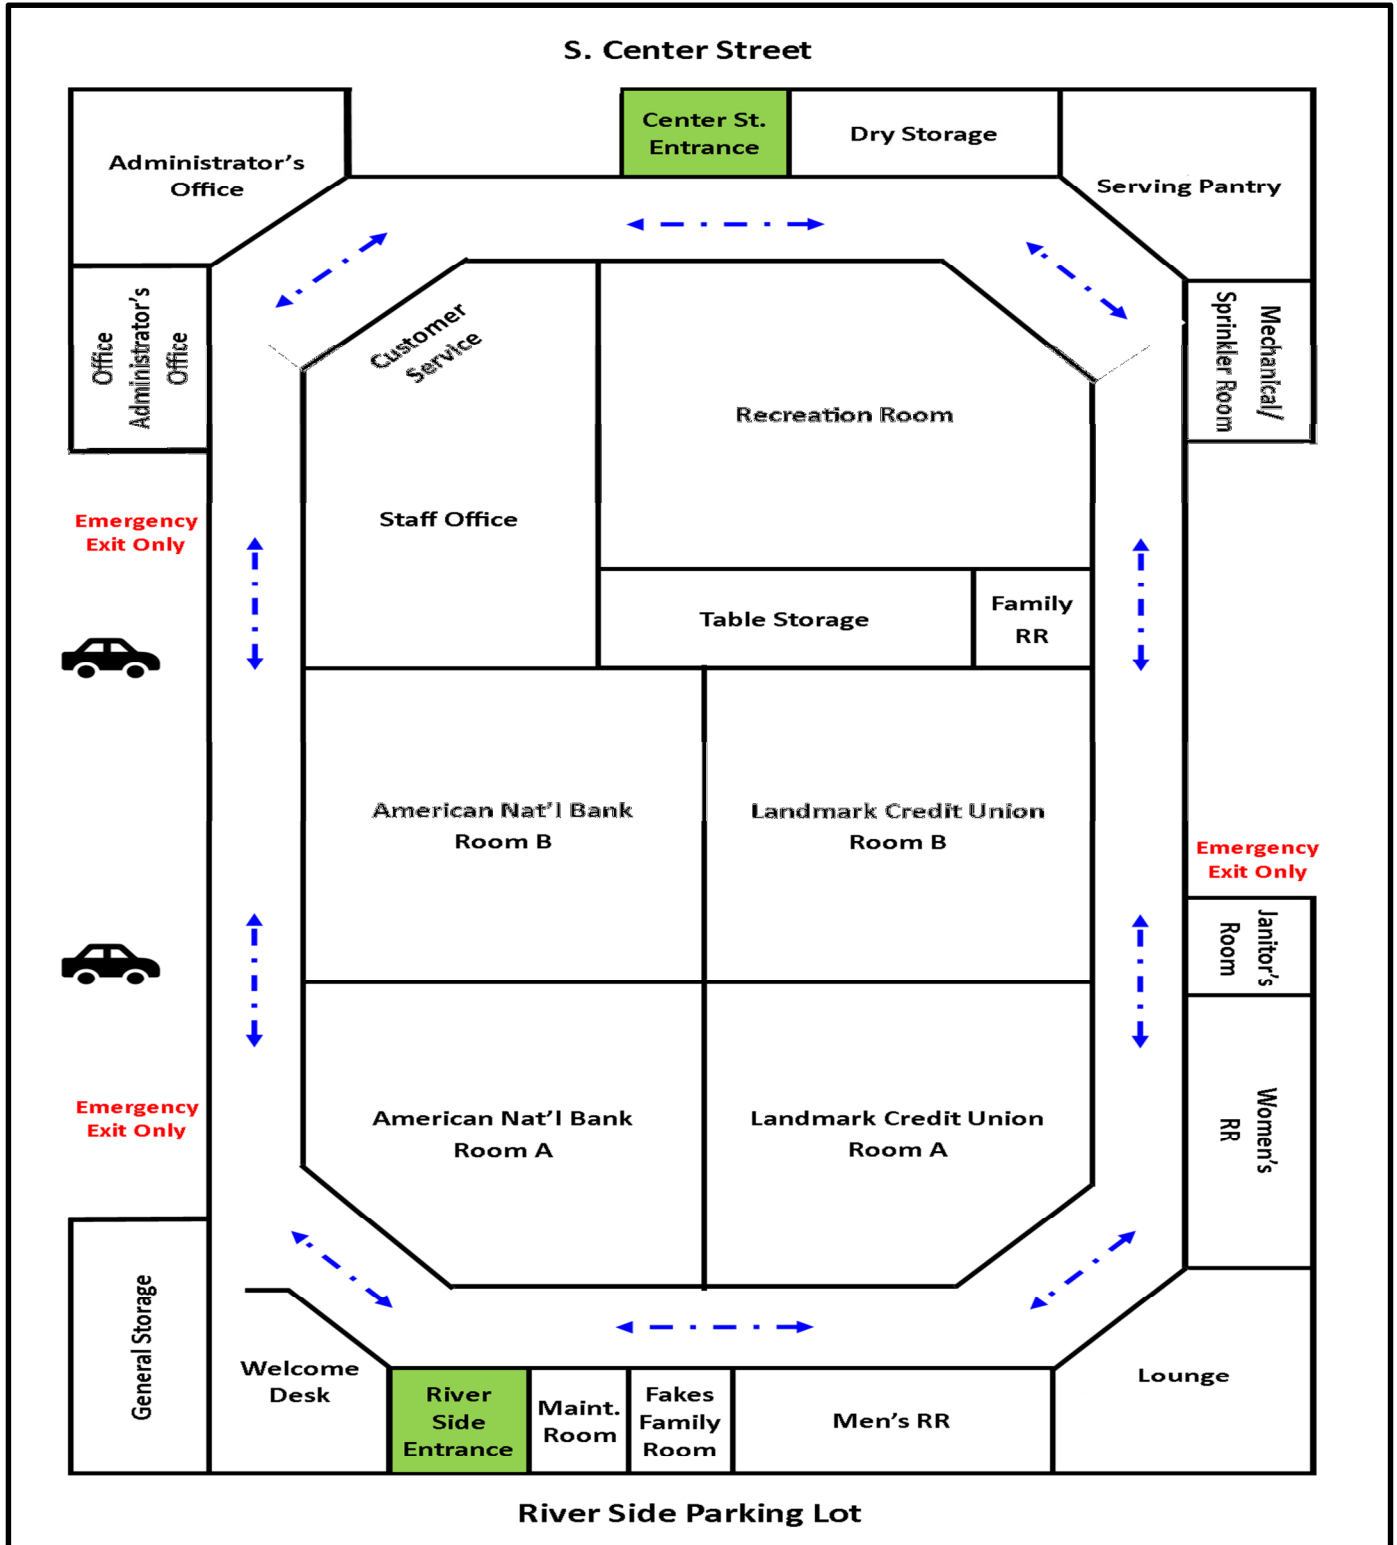 S. Center Street
Center St.
Entrance
Dry Storage
Administrator's
Office
Serving Pantry
Office
Administrator's
Office
Customer
Service
Mechanical/
Sprinkler Room
Recreation Room
Emergency
Exit Only
Staff Office
Table Storage
Family
RR
American Nat'l Bank
Room B
Landmark Credit Union
Room B
Emergency
Exit Only
Janitor's
Room
Emergency
Exit Only
American Nat'l Bank
Room A
Landmark Credit Union
Room A
Women's
RR
General Storage
Welcome
Desk
River
Side
Entrance
Maint.
Room
Fakes
Family
Room
Men's RR
Lounge
River Side Parking Lot